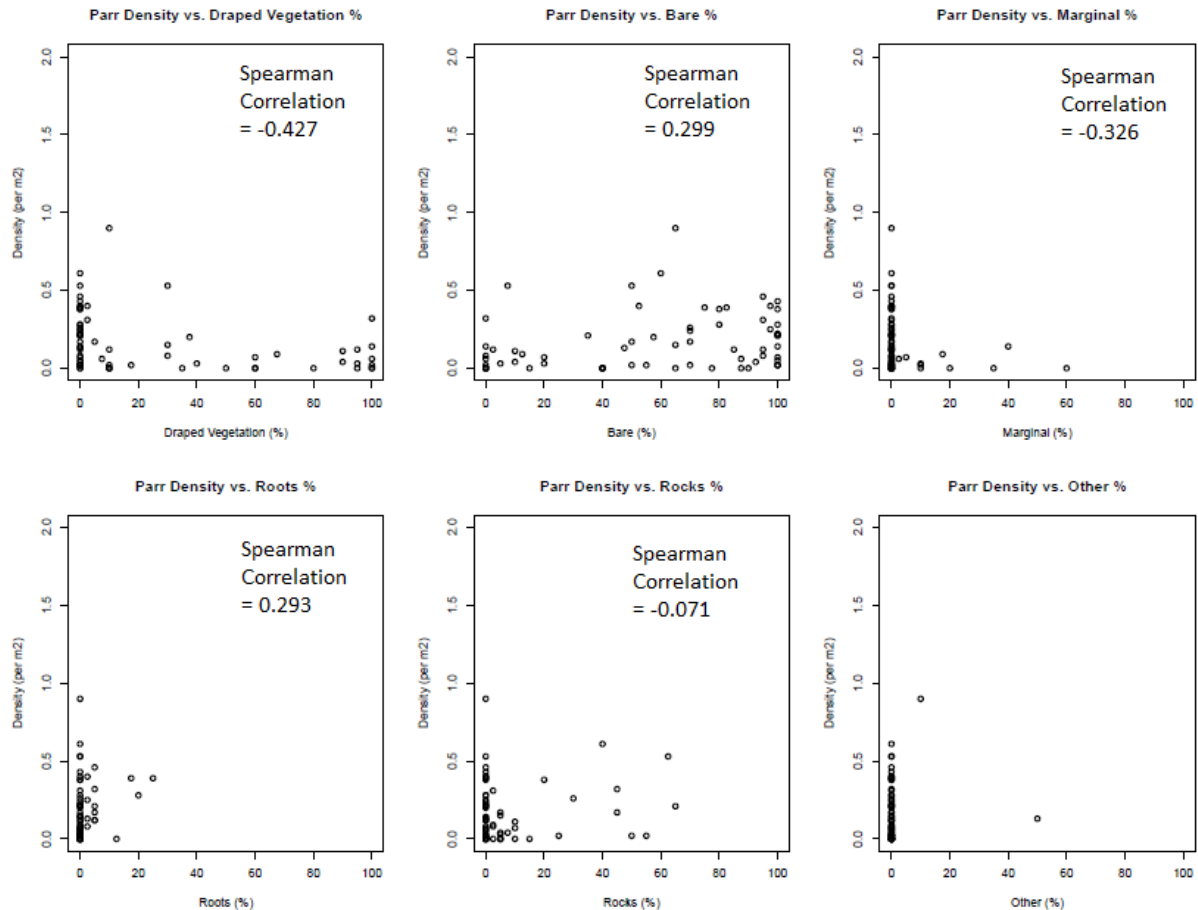 Parr Density vs. Draped Vegetation %
Spearman
Correlation
= -0.427
2.0
1.5
1.0
0.5
0.0
Density (per m2)
0 20 40 60 80 100
Draped Vegetation (%)
Parr Density vs. Bare %
Spearman
Correlation
= 0.299
2.0
1.5
1.0
0.5
0.0
Density (per m2)
0 20 40 60 80 100
Bare (%)
Parr Density vs. Marginal %
Spearman
Correlation
= -0.326
2.0
1.5
1.0
0.5
0.0
Density (per m2)
0 20 40 60 80 100
Marginal (%)
Parr Density vs. Roots %
Spearman
Correlation
= 0.293
2.0
1.5
1.0
0.5
0.0
Density (per m2)
0 20 40 60 80 100
Roots (%)
Parr Density vs. Rocks %
Spearman
Correlation
= -0.071
2.0
1.5
1.0
0.5
0.0
Density (per m2)
0 20 40 60 80 100
Rocks (%)
Parr Density vs. Other %
2.0
1.5
1.0
0.5
0.0
Density (per m2)
0 20 40 60 80 100
Other (%)